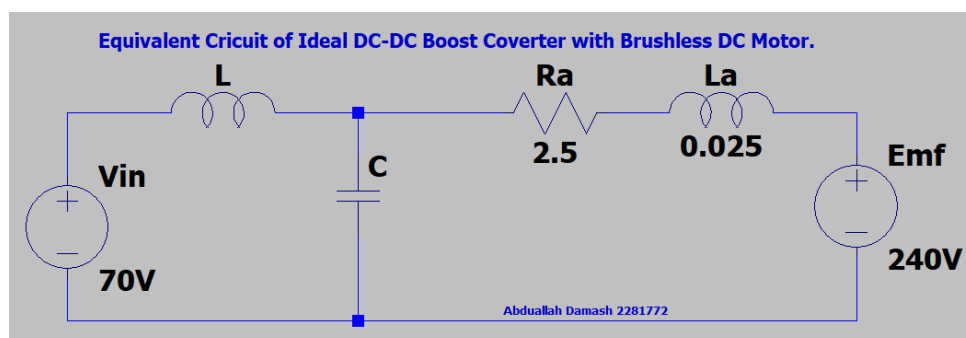 Equivalent Cricuit of Ideal DC-DC Boost Coverter with Brushless DC Motor.
L
Ra
La
2.5
0.025
Vin
C
Emf
70V
240V
Abduallah Damash 2281772